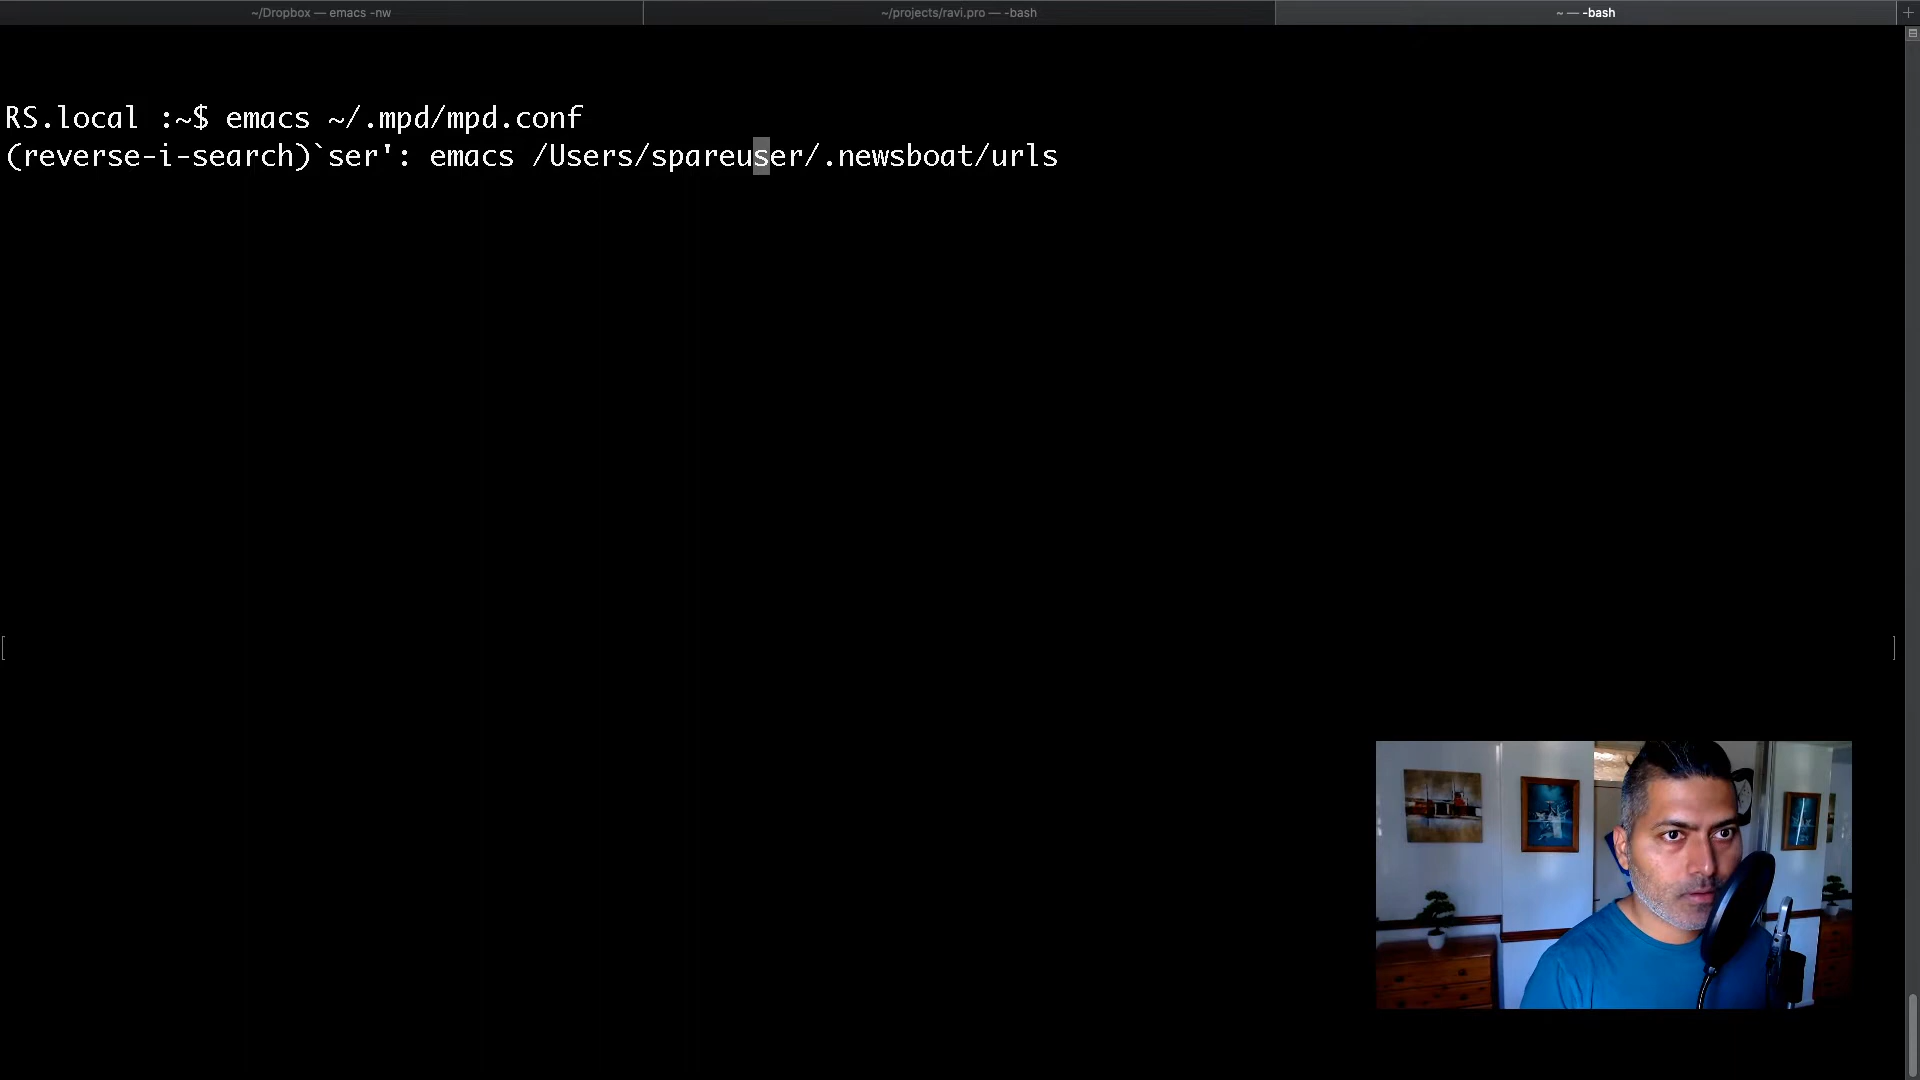 ~/Dropbox — emacs -nw
~/projects/ravi.pro — -bash
~ — -bash
RS.local :~$ emacs ~/.mpd/mpd.conf
(reverse-i-search)`ser': emacs /Users/spareuser/.newsboat/urls